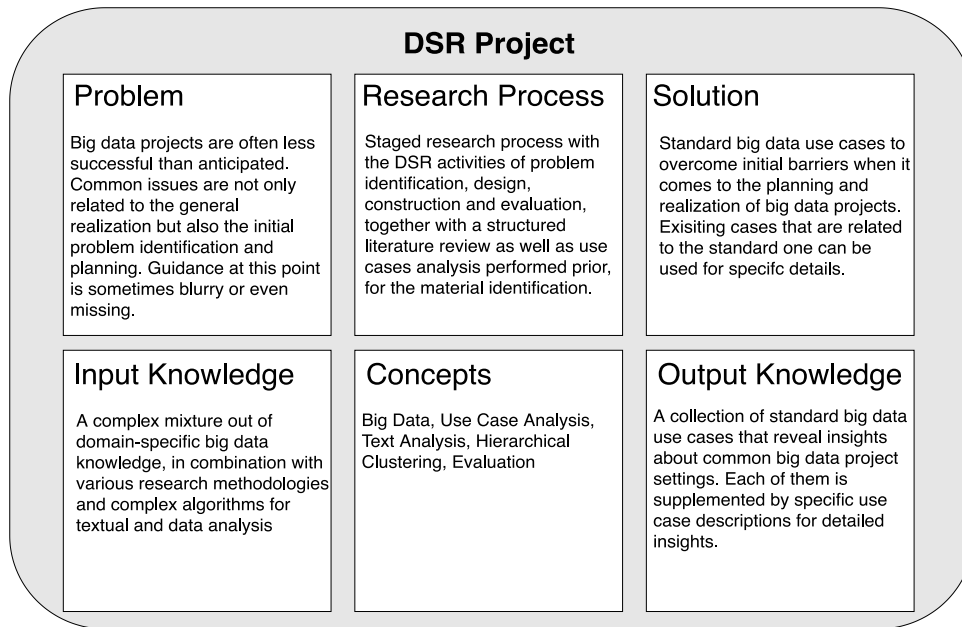 DSR Project
Problem
Big data projects are often less
successful than anticipated.
Common issues are not only
related to the general
realization but also the initial
problem identification and
planning. Guidance at this point
is sometimes blurry or even
missing.
Research Process
Staged research process with
the DSR activities of problem
identification, design,
construction and evaluation,
together with a structured
literature review as well as use
cases analysis performed prior,
for the material identification.
Solution
Standard big data use cases to
overcome initial barriers when it
comes to the planning and
realization of big data projects.
Exisiting cases that are related
to the standard one can be
used for specifc details.
Input Knowledge
A complex mixture out of
domain-specific big data
knowledge, in combination with
various research methodologies
and complex algorithms for
textual and data analysis
Concepts
Big Data, Use Case Analysis,
Text Analysis, Hierarchical
Clustering, Evaluation
Output Knowledge
A collection of standard big data
use cases that reveal insights
about common big data project
settings. Each of them is
supplemented by specific use
case descriptions for detailed
insights.